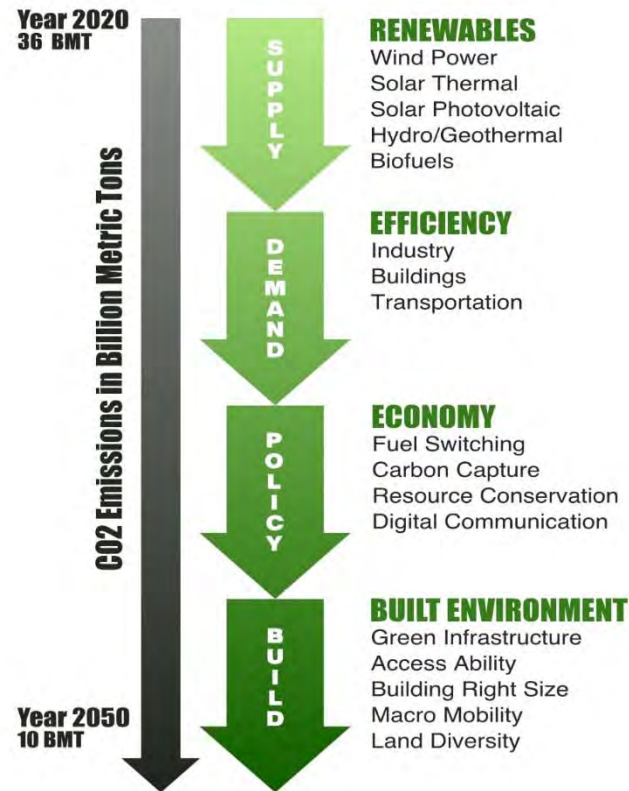 Year 2020
36 BMT
CO2 Emissions in Billion Metric Tons
Year 2050
10 BMT
SUPPLY
RENEWABLES
Wind Power
Solar Thermal
Solar Photovoltaic
Hydro/Geothermal
Biofuels
DEMAND
EFFICIENCY
Industry
Buildings
Transportation
POLICY
ECONOMY
Fuel Switching
Carbon Capture
Resource Conservation
Digital Communication
BUILD
BUILT ENVIRONMENT
Green Infrastructure
Access Ability
Building Right Size
Macro Mobility
Land Diversity